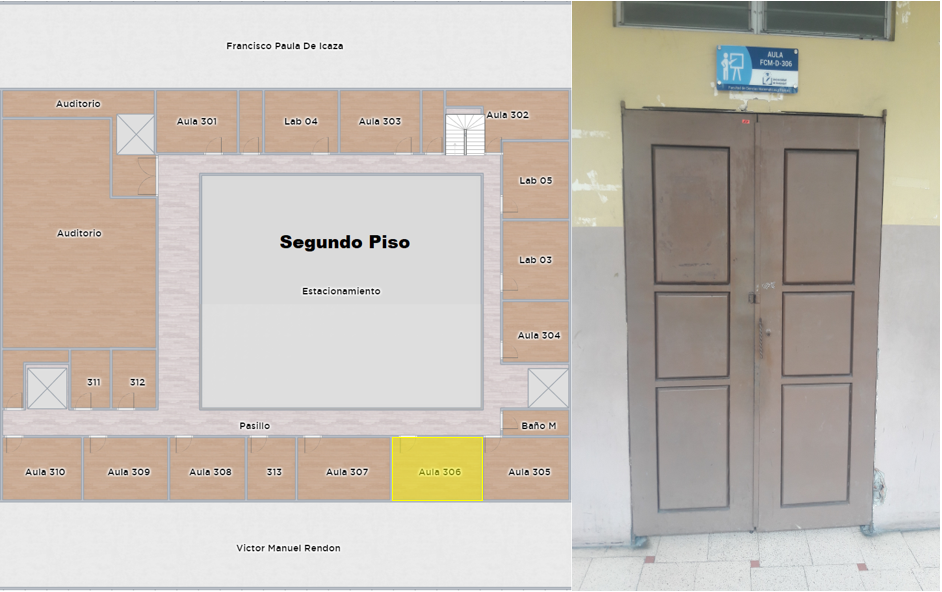 Francisco Paula De Icaza
Auditorio
Aula 301
Lab 04
Aula 303
Aula 302
Lab 05
Auditorio
Segundo Piso
Lab 03
Estacionamiento
Aula 304
311
312
Pasillo
Baño M
Aula 310
Aula 309
Aula 308
313
Aula 307
Aula 306
Aula 305
Victor Manuel Rendon
AULA
FCM-D-306